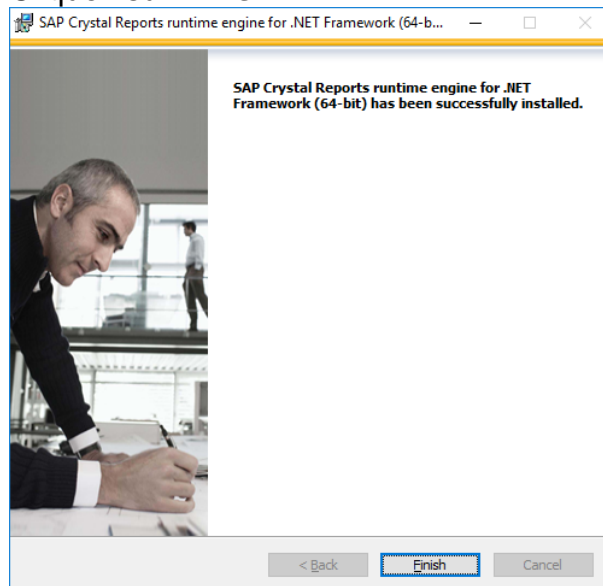 SAP Crystal Reports runtime engine for .NET Framework (64-b...
SAP Crystal Reports runtime engine for .NET
Framework (64-bit) has been successfully installed.
< Back
Finish
Cancel